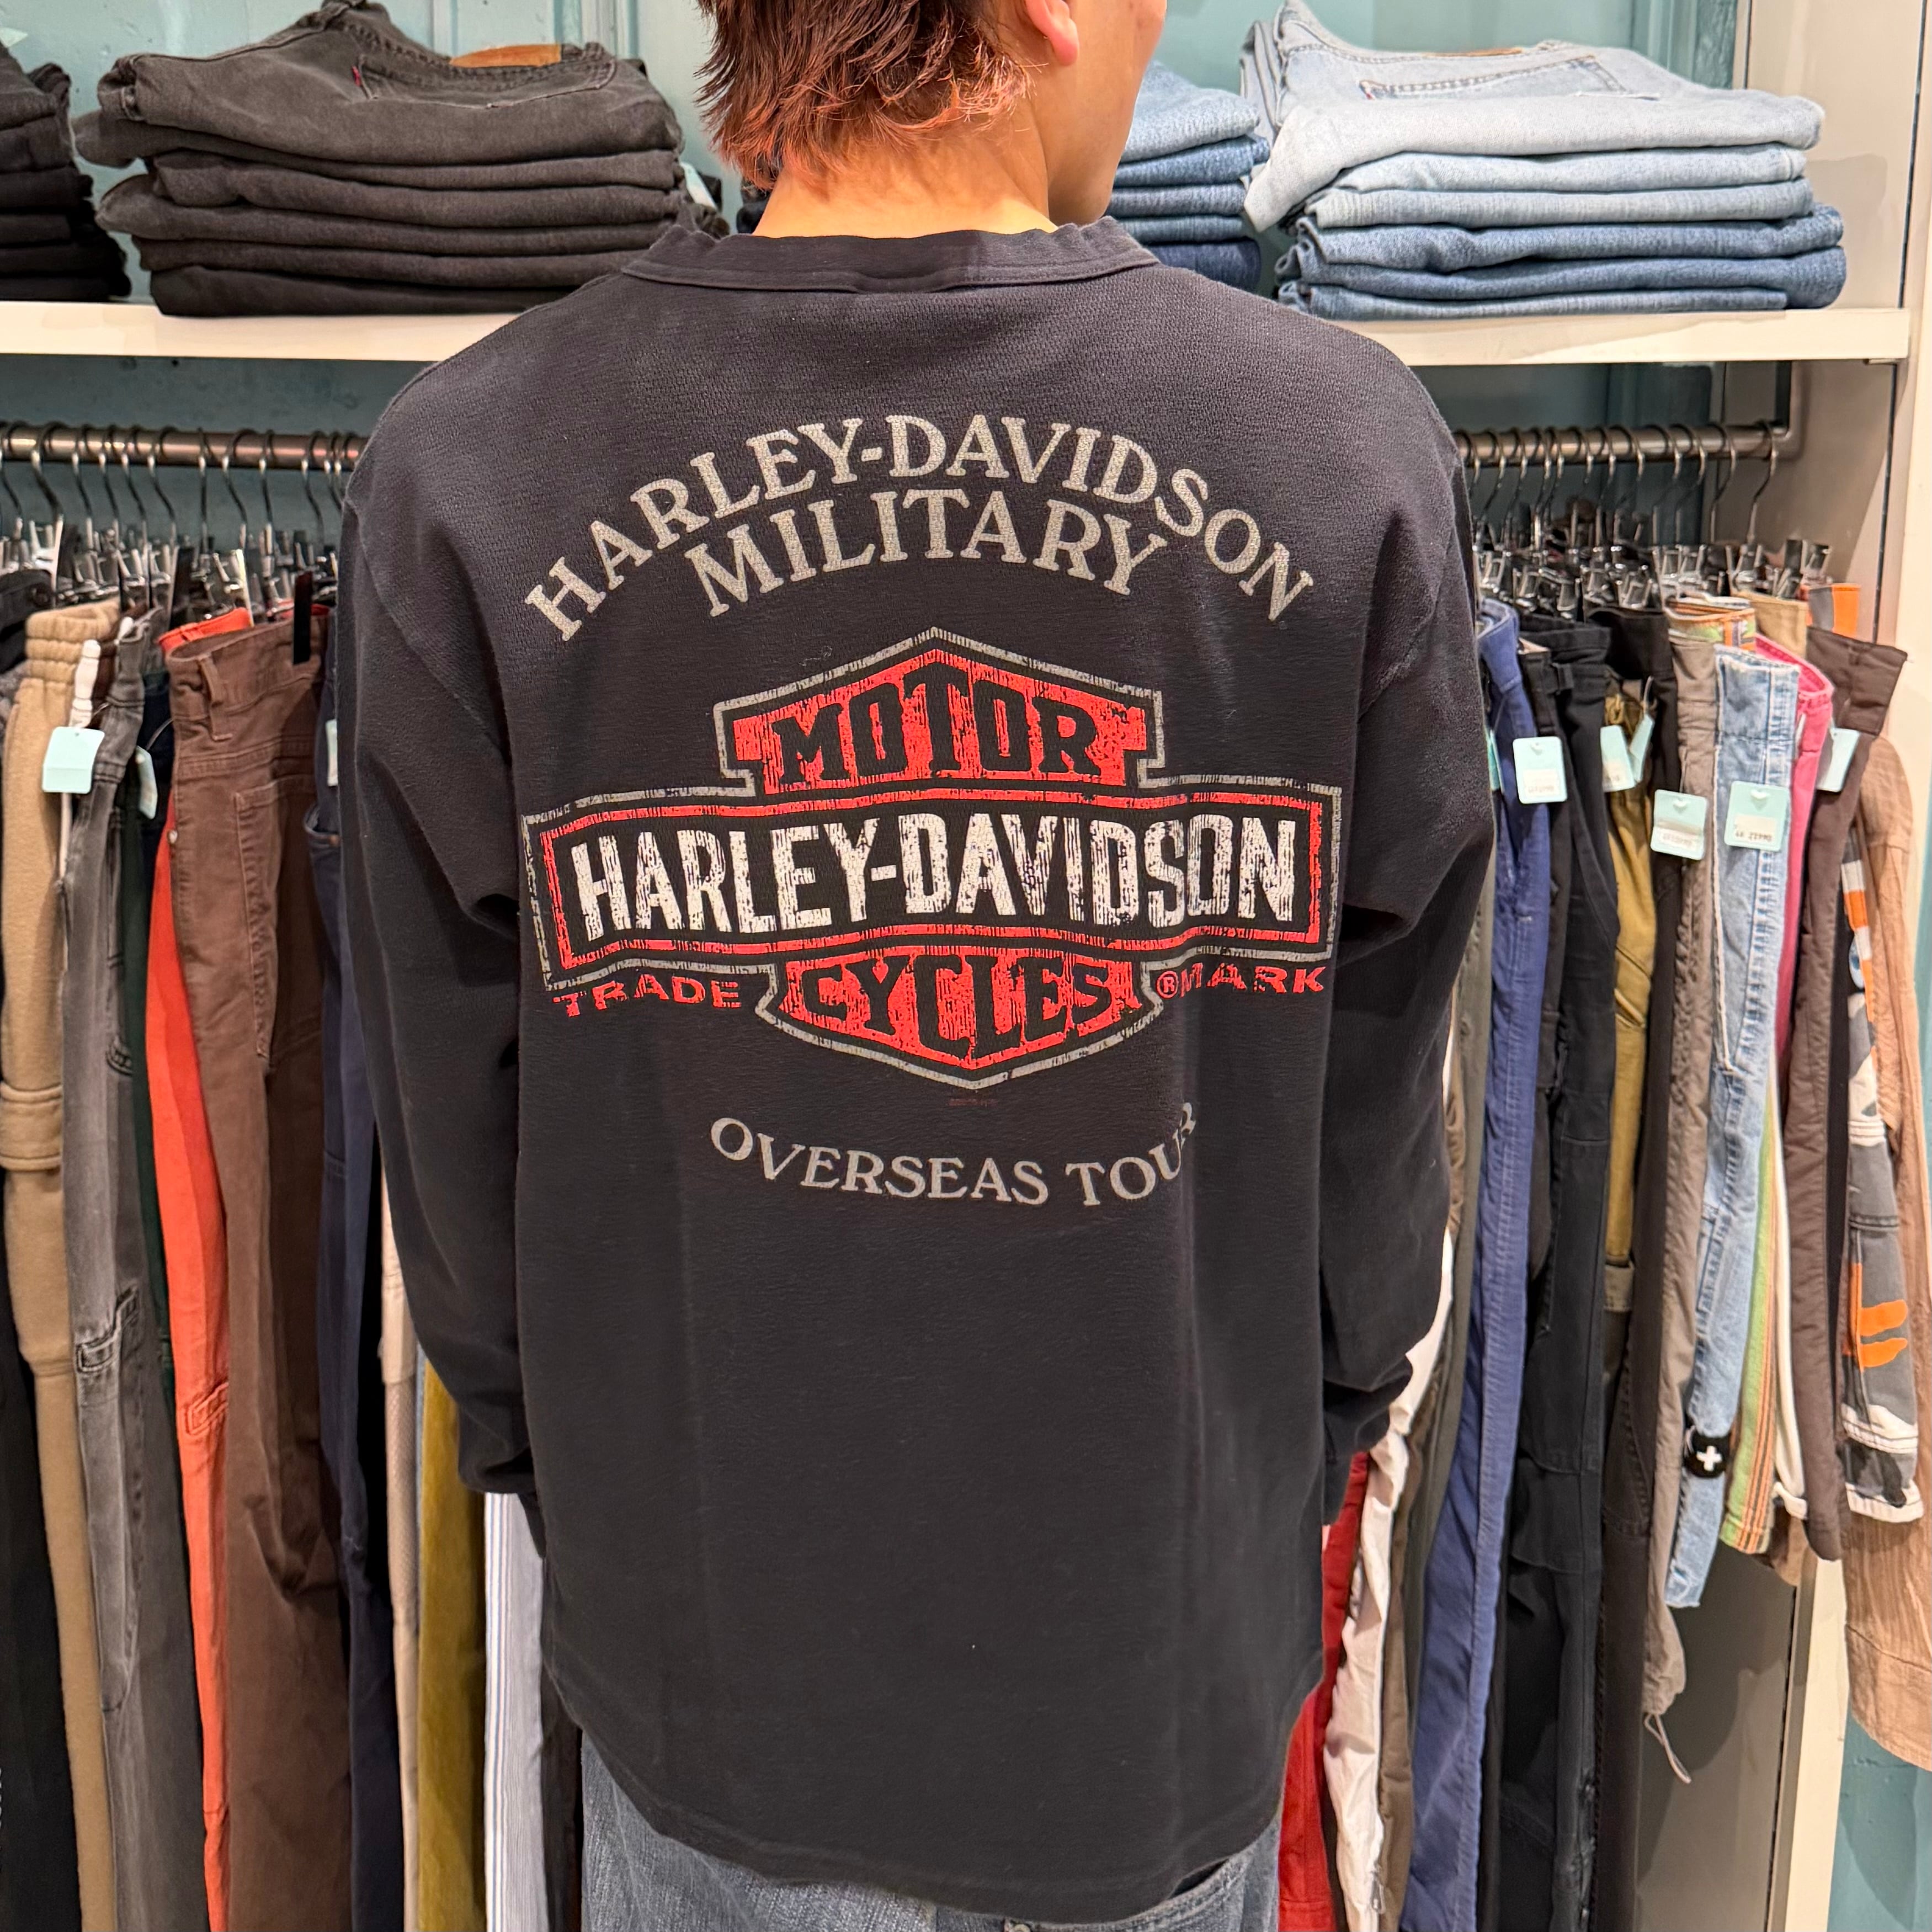 HARLEY-DAVIDSON
MILITARY
MOTOR
HARLEY-DAVIDSON
CYCLES
TRADE ®MARK
OVERSEAS TOUR